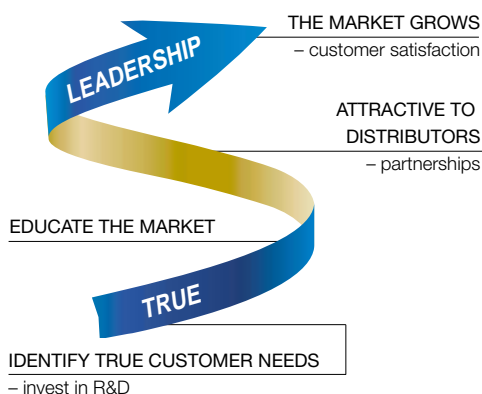 THE MARKET GROWS
– customer satisfaction
LEADERSHIP
ATTRACTIVE TO
DISTRIBUTORS
– partnerships
EDUCATE THE MARKET
TRUE
IDENTIFY TRUE CUSTOMER NEEDS
– invest in R&D